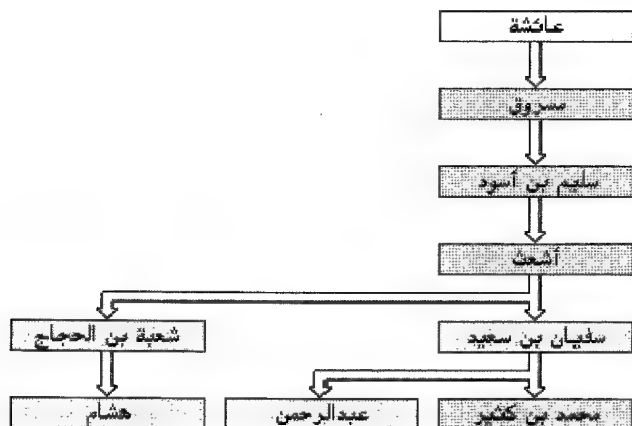 عائشة
مسروق
سليم بن أسود
أشعث
سفيان بن سعيد
شعبة بن الحجاج
محمد بن كثير
عبدالرحمن
هشام